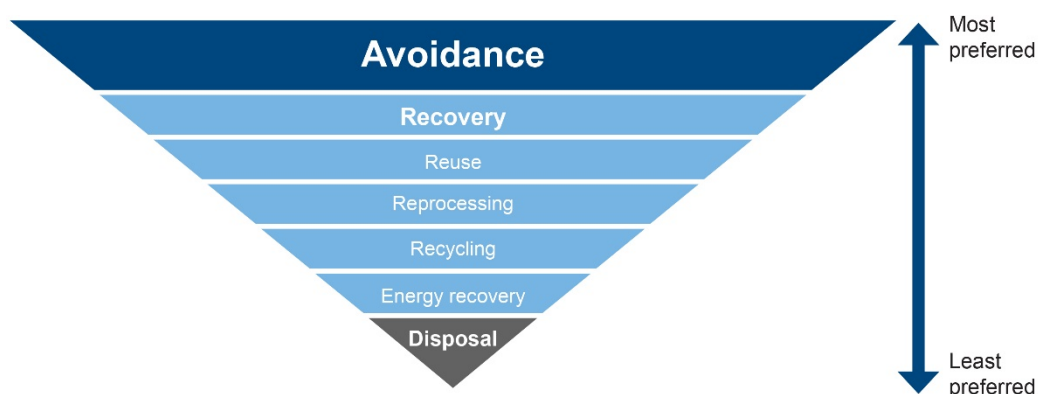 Avoidance
Recovery
Reuse
Reprocessing
Recycling
Energy recovery
Disposal
Most
preferred
Least
preferred